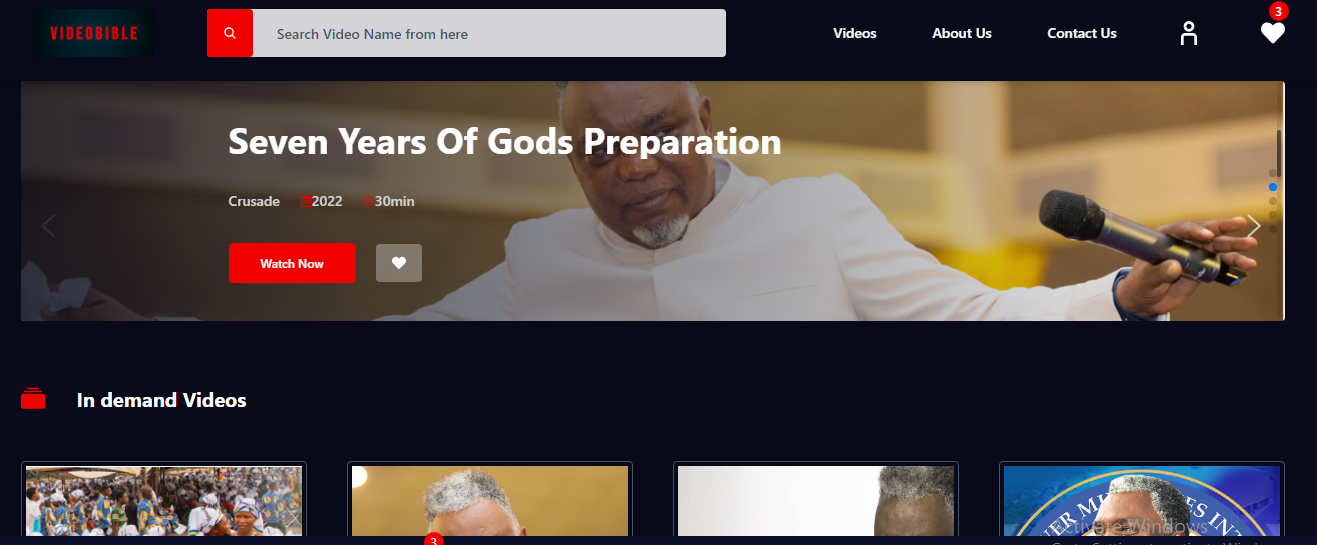 VIDEOBIBLE
Search Video Name from here
Videos
About Us
Contact Us
3
Seven Years Of Gods Preparation
Crusade 2022 30min
Watch Now
In demand Videos
3
Activate Windows